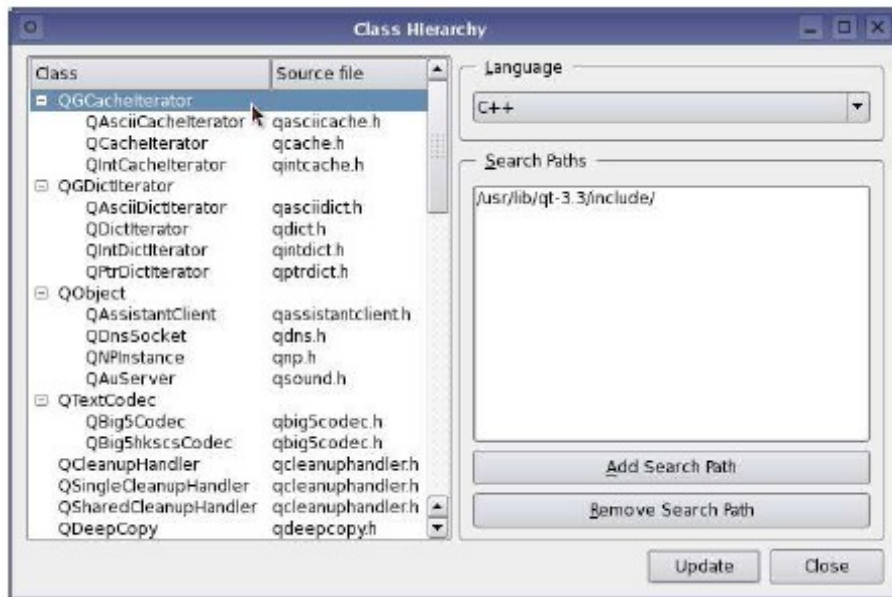 Class Hierarchy
Class Source file
QGCacheIterator
QAsciiCacheIterator qasciicache.h
QCacheIterator qcache.h
QIntCacheIterator qintcache.h
QGDictIterator
QAsciiDictIterator qasciidict.h
QDictIterator qdict.h
QIntDictIterator qintdict.h
QPtrDictIterator qptrdict.h
QObject
QAssistantClient qassistantclient.h
QDnsSocket qdns.h
QNPInstance qnp.h
QAuServer qsound.h
QTextCodec
QBig5Codec qbig5codec.h
QBig5hkscsCodec qbig5codec.h
QCleanupHandler qcleanuphandler.h
QSingleCleanupHandler qcleanuphandler.h
QSharedCleanupHandler qcleanuphandler.h
QDeepCopy qdeepcopy.h
Language
C++
Search Paths
/usr/lib/qt-3.3/include/
Add Search Path
Remove Search Path
Update Close